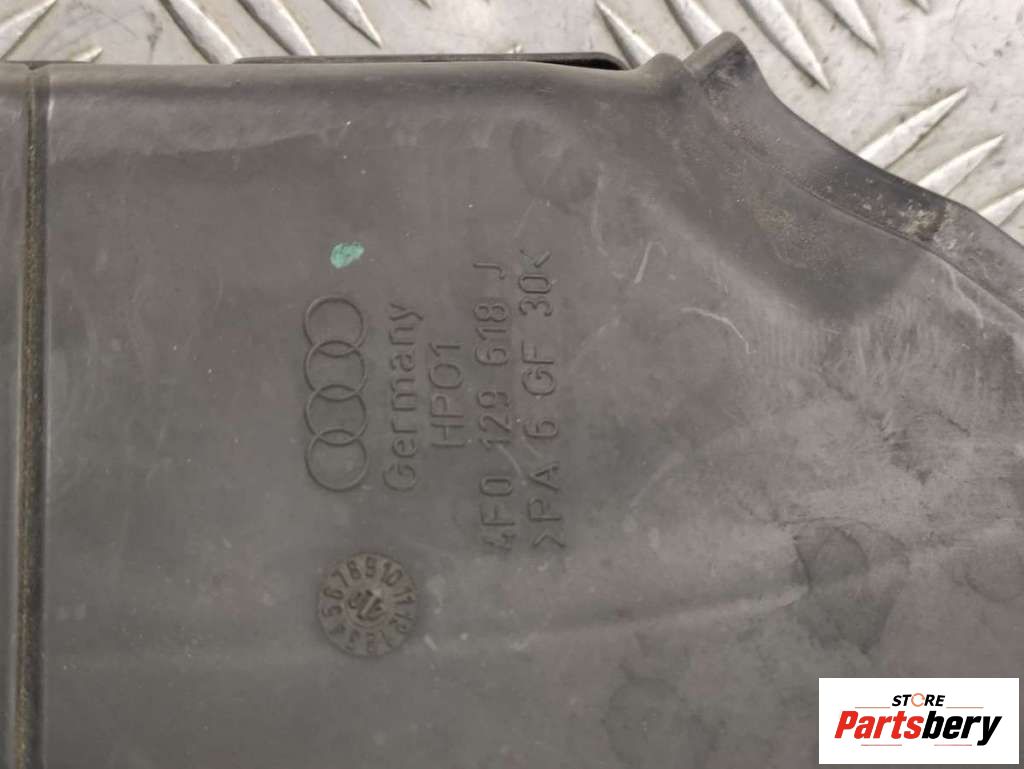 Germany
HP01
4F0 129 618 J
>PA 6 GF 30<
STORE
Partsbery